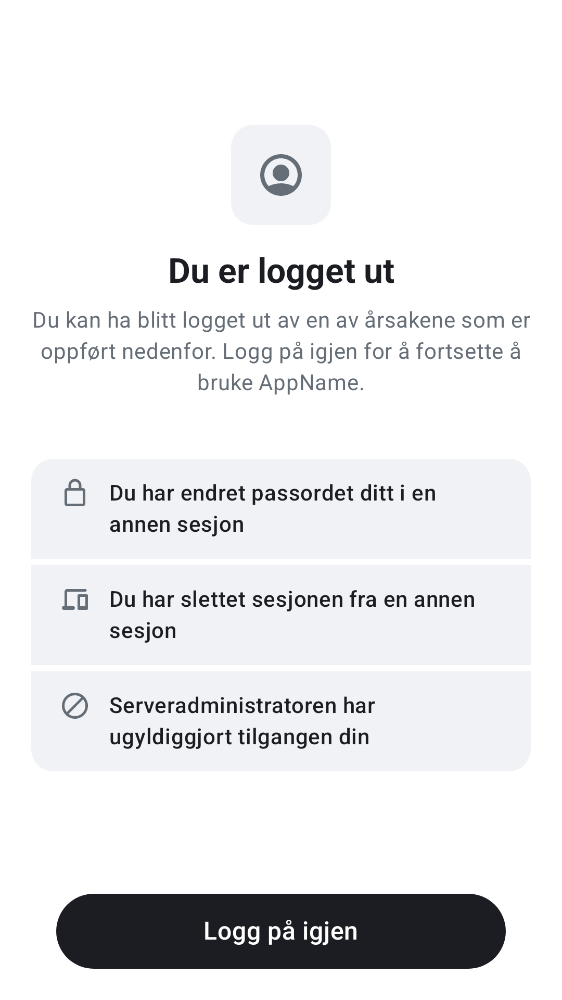 Du er logget ut
Du kan ha blitt logget ut av en av årsakene som er
oppført nedenfor. Logg på igjen for å fortsette å
bruke AppName.
Du har endret passordet ditt i en
annen sesjon
Du har slettet sesjonen fra en annen
sesjon
Serveradministratoren har
ugyldiggjort tilgangen din
Logg på igjen